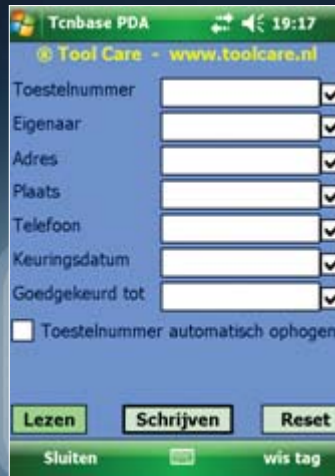 Tcnbase PDA 19:17
® Tool Care - www.toolcare.nl
Toestelnummer
Eigenaar
Adres
Plaats
Telefoon
Keuringsdatum
Goedgekeurd tot
Toestelnummer automatisch ophogen
Lezen Schrijven Reset
Sluiten wis tag